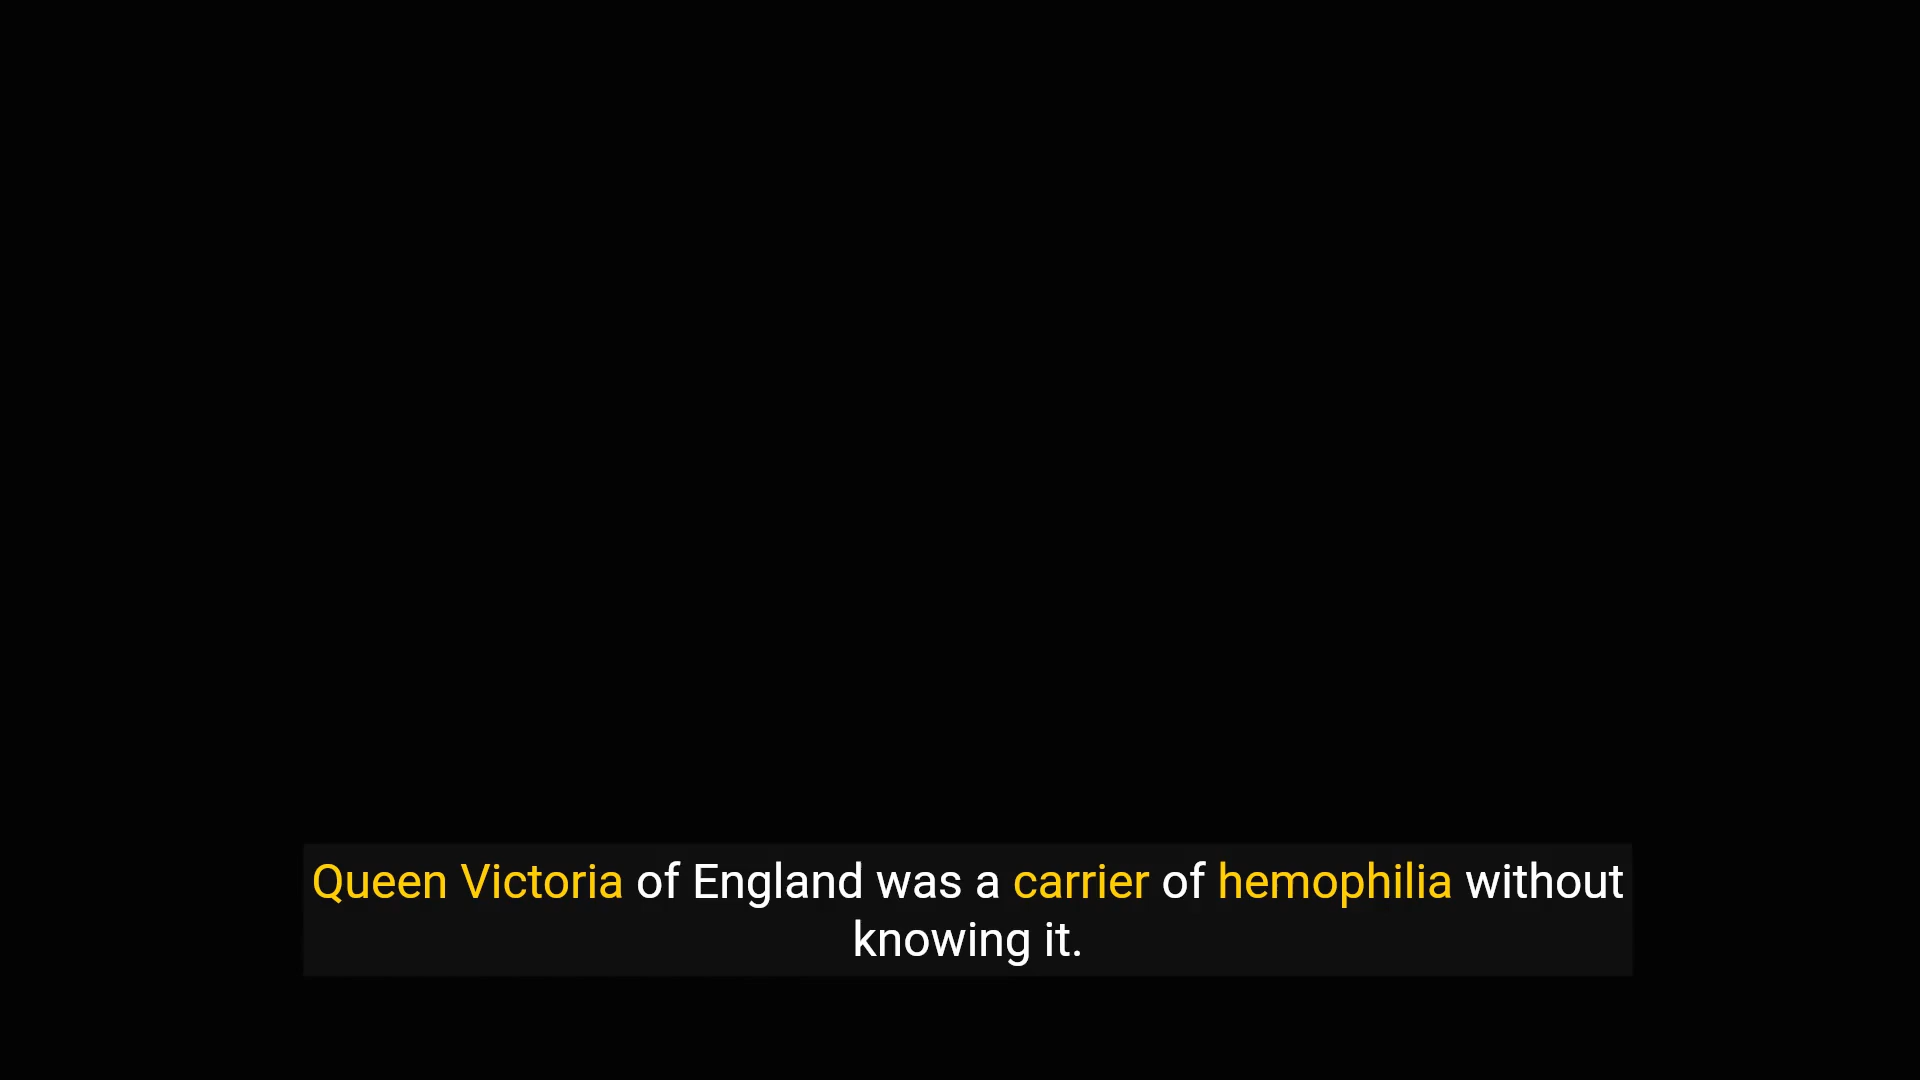 Queen Victoria of England was a carrier of hemophilia without
knowing it.